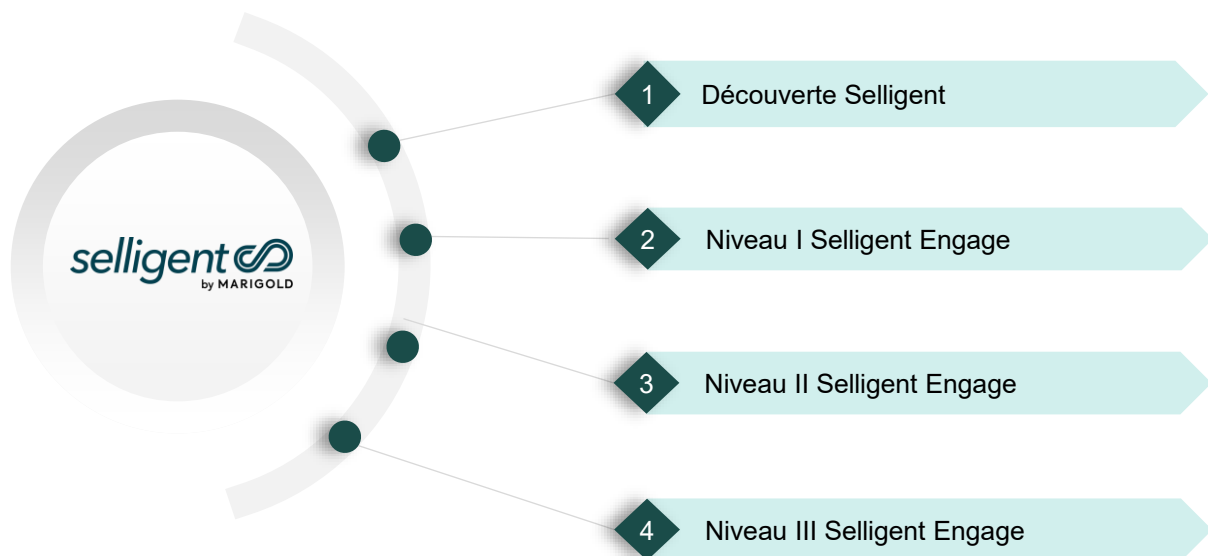 selligent
by MARIGOLD
1 Découverte Selligent
2 Niveau I Selligent Engage
3 Niveau II Selligent Engage
4 Niveau III Selligent Engage